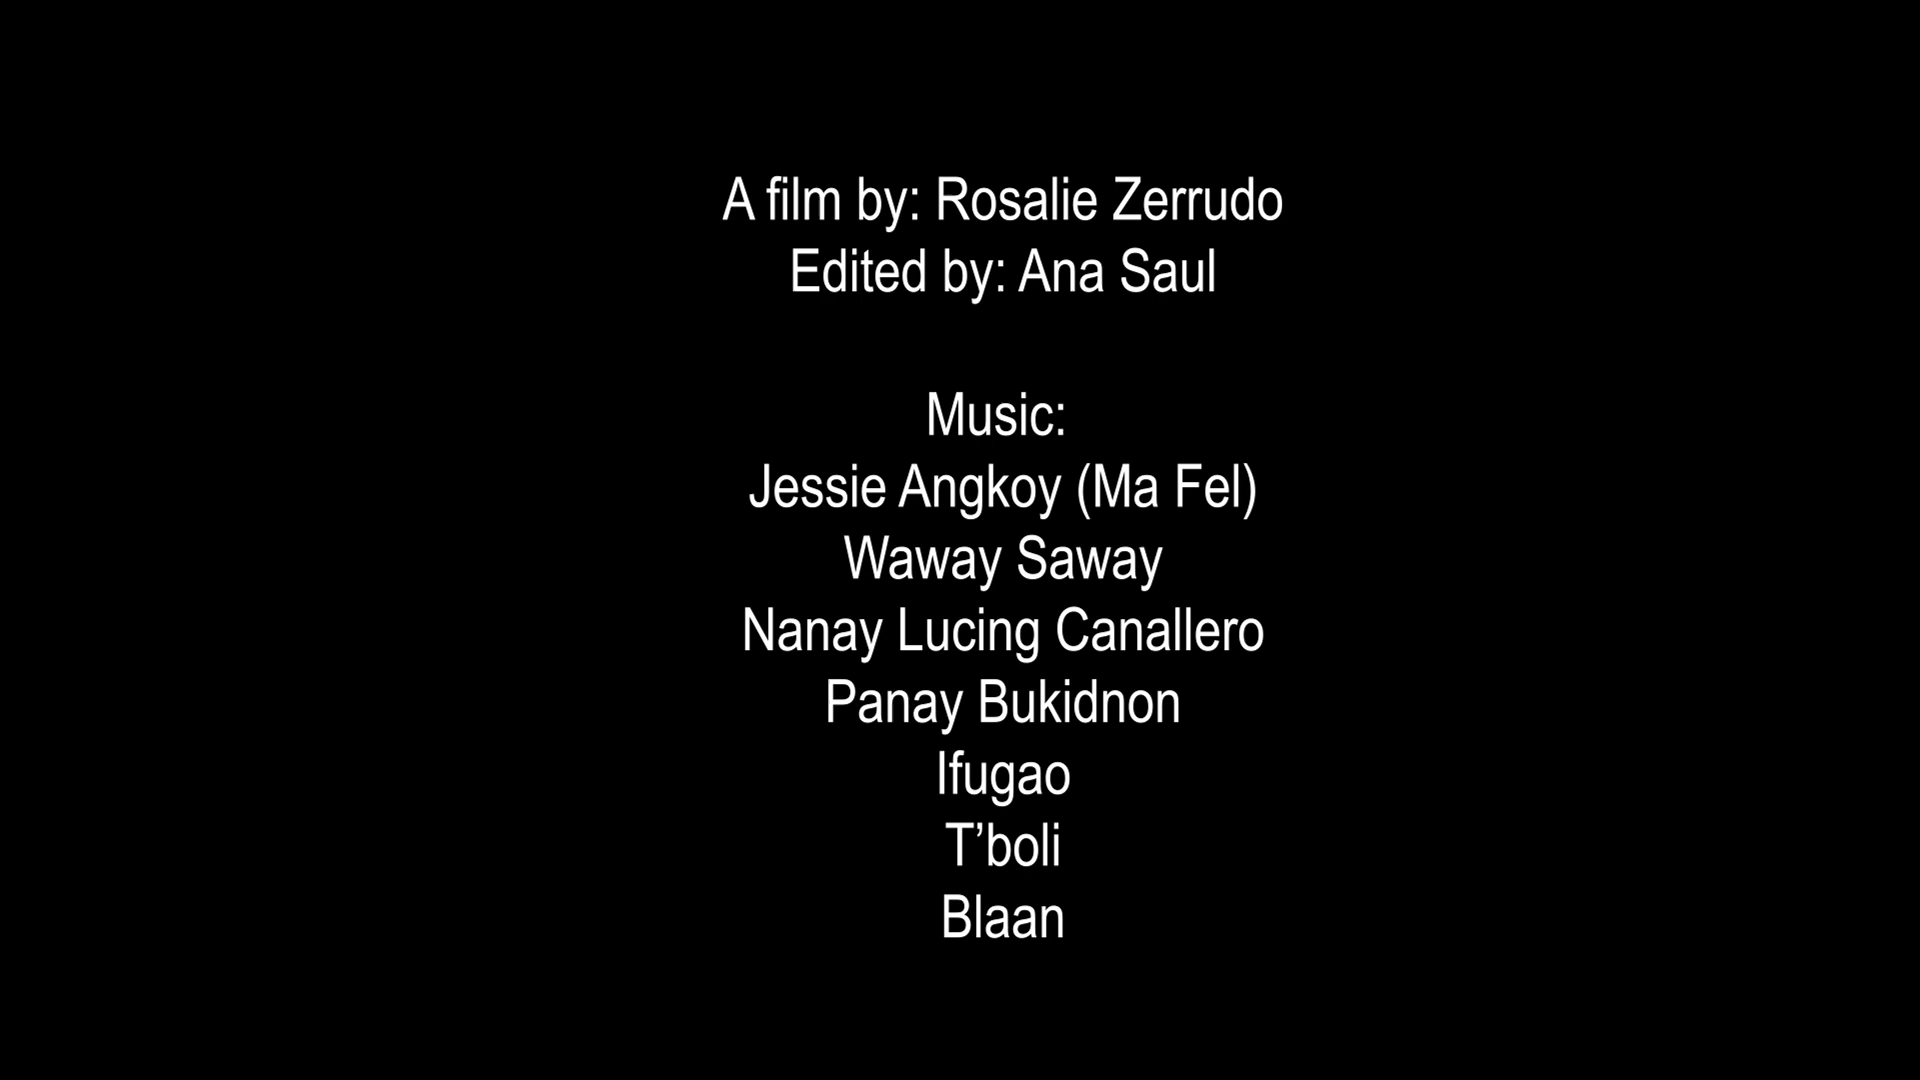 A film by: Rosalie Zerrudo
Edited by: Ana Saul
Music:
Jessie Angkoy (Ma Fel)
Waway Saway
Nanay Lucing Canallero
Panay Bukidnon
Ifugao
T’boli
Blaan